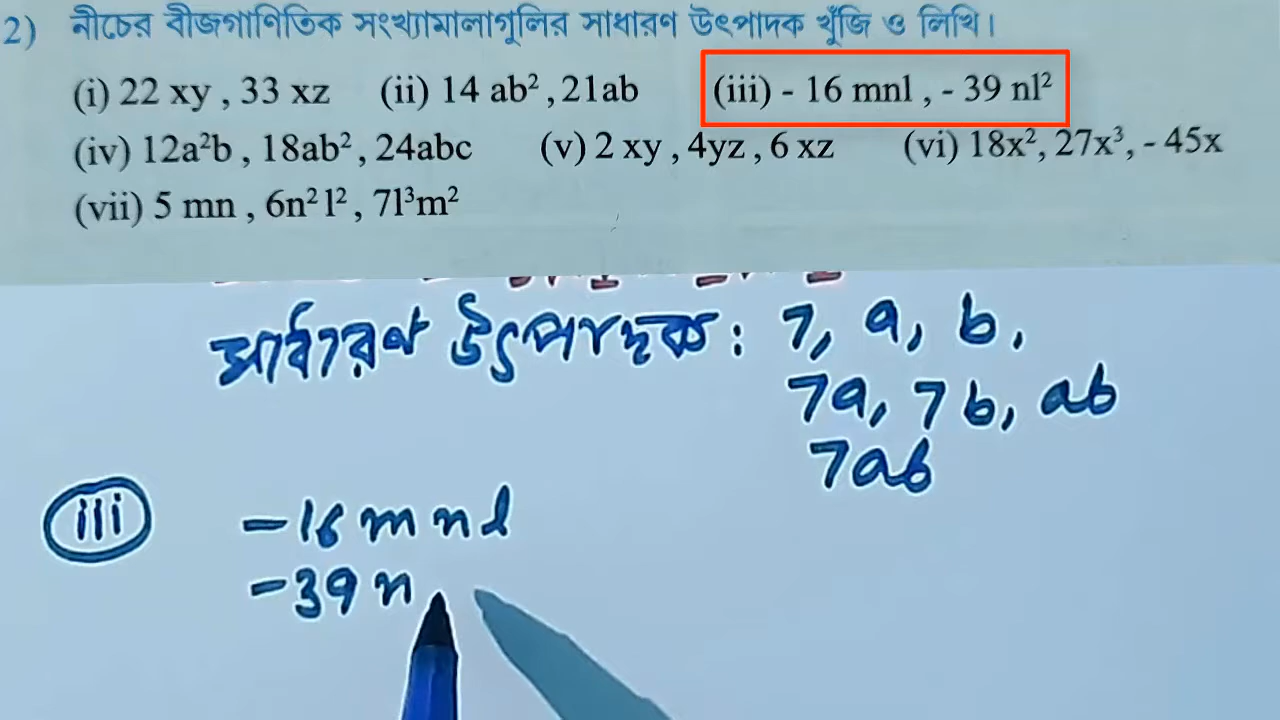 2) নীচের বীজগাণিতিক সংখ্যামালাগুলির সাধারণ উৎপাদক খুঁজি ও লিখি।
(i) 22 xy , 33 xz (ii) 14 ab² , 21ab (iii) - 16 mnl , - 39 nl²
(iv) 12a²b , 18ab² , 24abc (v) 2 xy , 4yz , 6 xz (vi) 18x², 27x³, - 45x
(vii) 5 mn , 6n² l² , 7l³m²
সাধারণ উৎপাদক : 7, a, b,
7a, 7b, ab
7ab
iii -16 m n l
-39 n